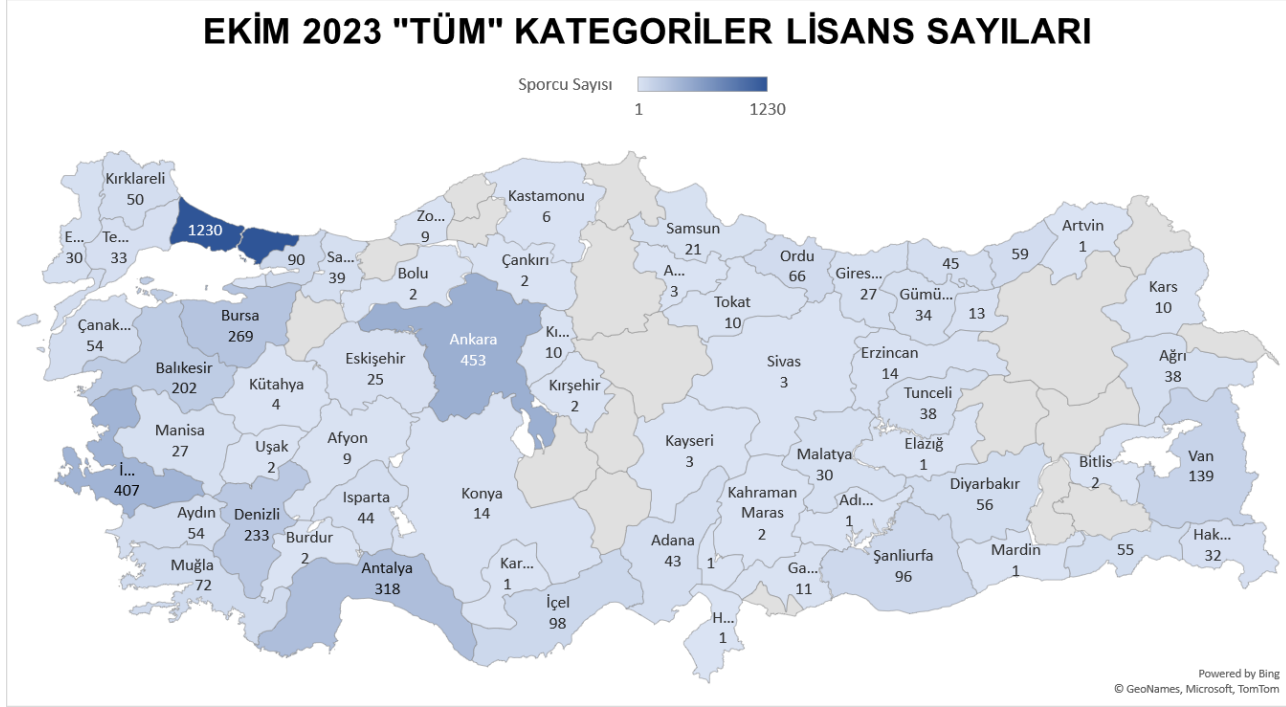 EKİM 2023 "TÜM" KATEGORİLER LİSANS SAYILARI
Sporcu Sayısı
1 1230
Kırklareli
50
E...
30
Te...
33
1230
90
Sa...
39
Zo...
9
Bolu
2
Kastamonu
6
Çankırı
2
Samsun
21
A...
3
Tokat
10
Ordu
66
Gires...
27
45
Gümü...
34
59
13
Artvin
1
Kars
10
Ağrı
38
Çanak...
54
Bursa
269
Balıkesir
202
Kütahya
4
Eskişehir
25
Ankara
453
Kı...
10
Kırşehir
2
Sivas
3
Erzincan
14
Tunceli
38
Elazığ
1
Manisa
27
Uşak
2
Afyon
9
İ...
407
Aydın
54
Denizli
233
Isparta
44
Burdur
2
Muğla
72
Antalya
318
Konya
14
Kar...
1
İçel
98
Kayseri
3
Adana
43
1
Kahraman
Maras
2
Malatya
30
Adı...
1
Ga...
11
H...
1
Şanlıurfa
96
Diyarbakır
56
Mardin
1
Bitlis
2
Van
139
55
Hak...
32
Powered by Bing
© GeoNames, Microsoft, TomTom